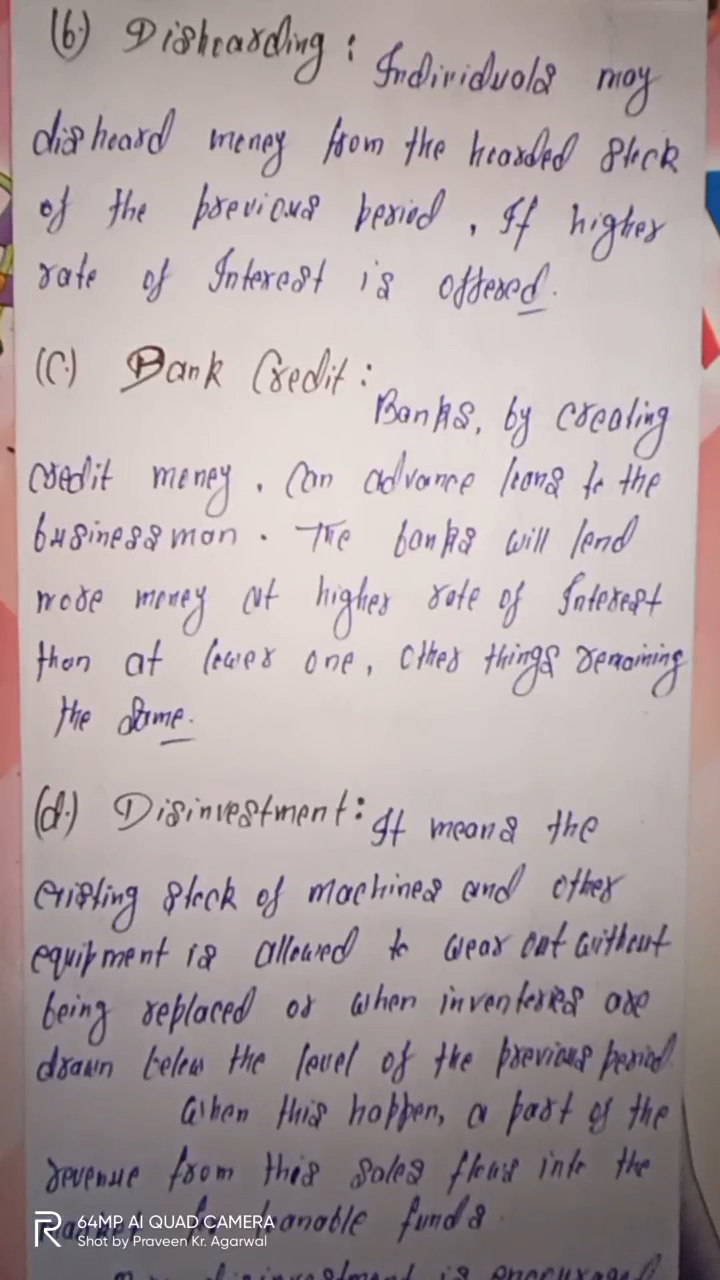 (b) Dishoarding : Individuals may
dishoard money from the hoarded stock
of the previous period, If higher
rate of Interest is offered.
(C) Bank Credit :
Banks, by creating
credit money, Can advance loans to the
businessman. The banks will lend
more money at higher rate of Interest
than at lower one, Other things remaining
the same.
(d.) Disinvestment : It means the
existing stock of machines and other
equipment is allowed to wear out without
being replaced or when inventories are
drawn below the level of the previous period.
When this happen, a part of the
revenue from this sales flows into the
funds
64MP AI QUAD CAMERA
Shot by Praveen Kr. Agarwal
disinvestment is encouraged